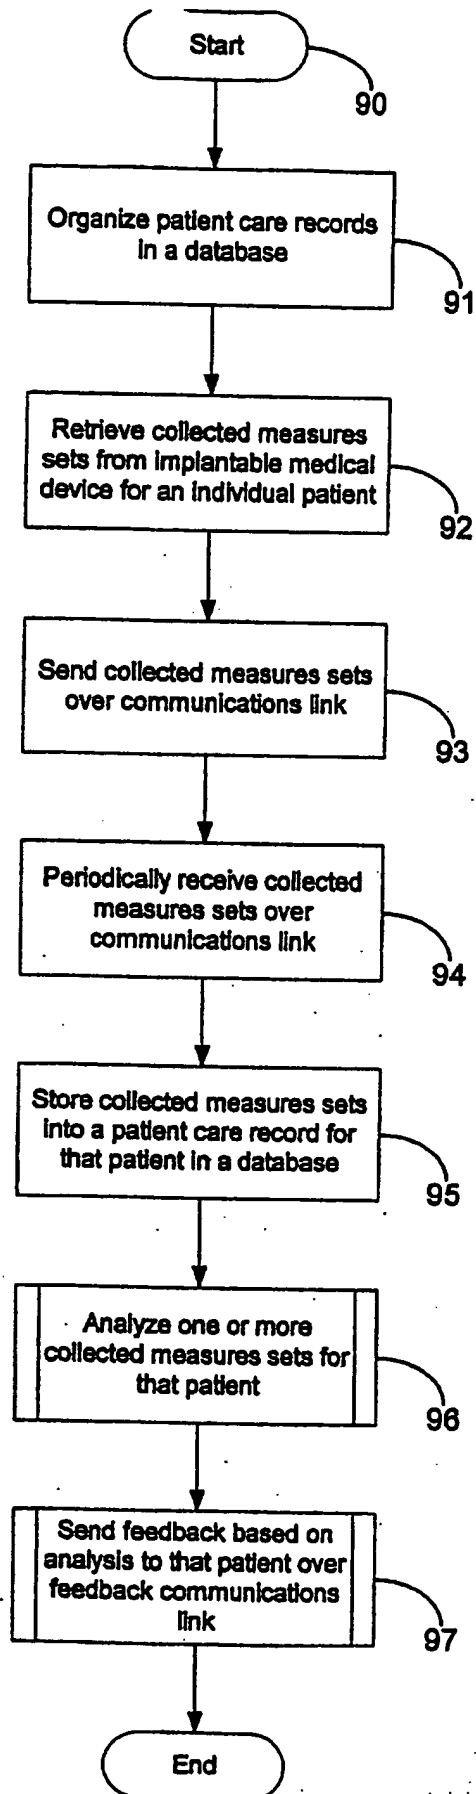 Start
90
Organize patient care records
in a database
91
Retrieve collected measures
sets from implantable medical
device for an individual patient
92
Send collected measures sets
over communications link
93
Periodically receive collected
measures sets over
communications link
94
Store collected measures sets
into a patient care record for
that patient in a database
95
Analyze one or more
collected measures sets for
that patient
96
Send feedback based on
analysis to that patient over
feedback communications
link
97
End